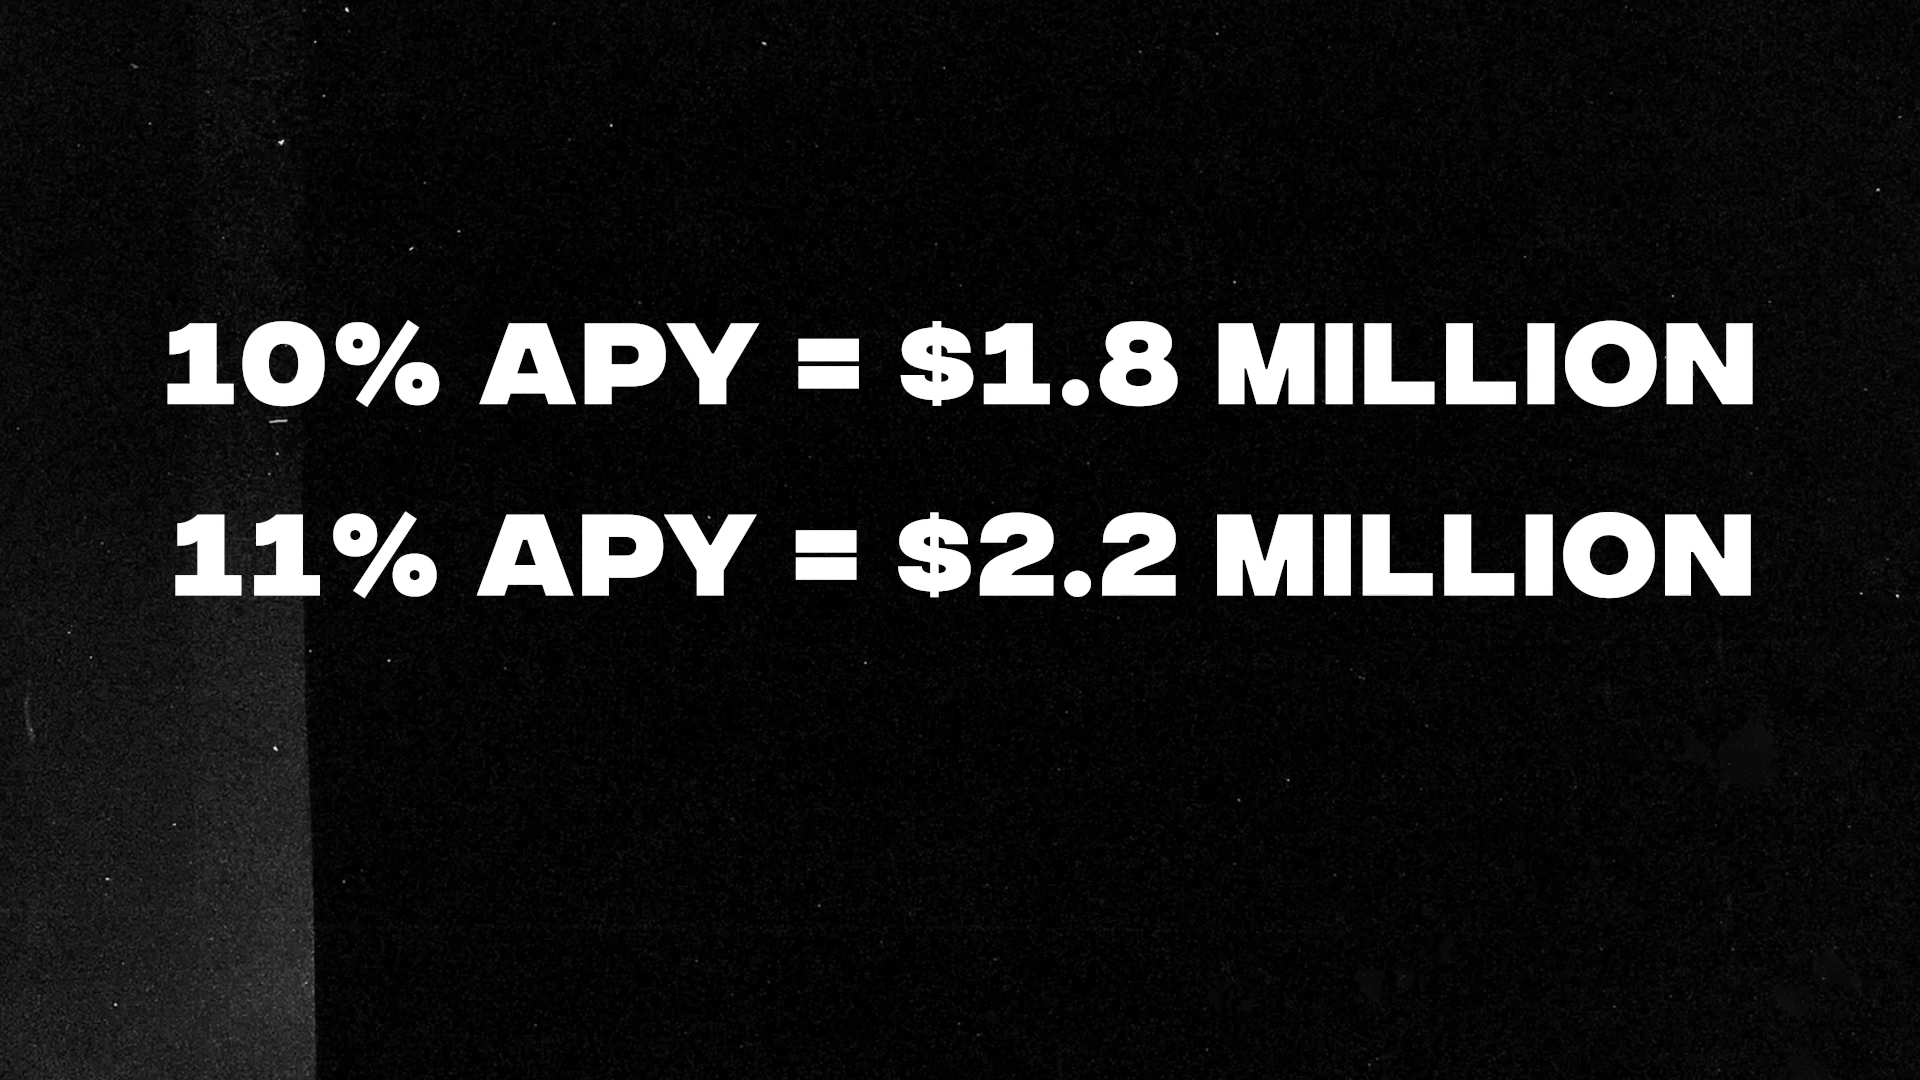 10% APY = $1.8 MILLION
11% APY = $2.2 MILLION